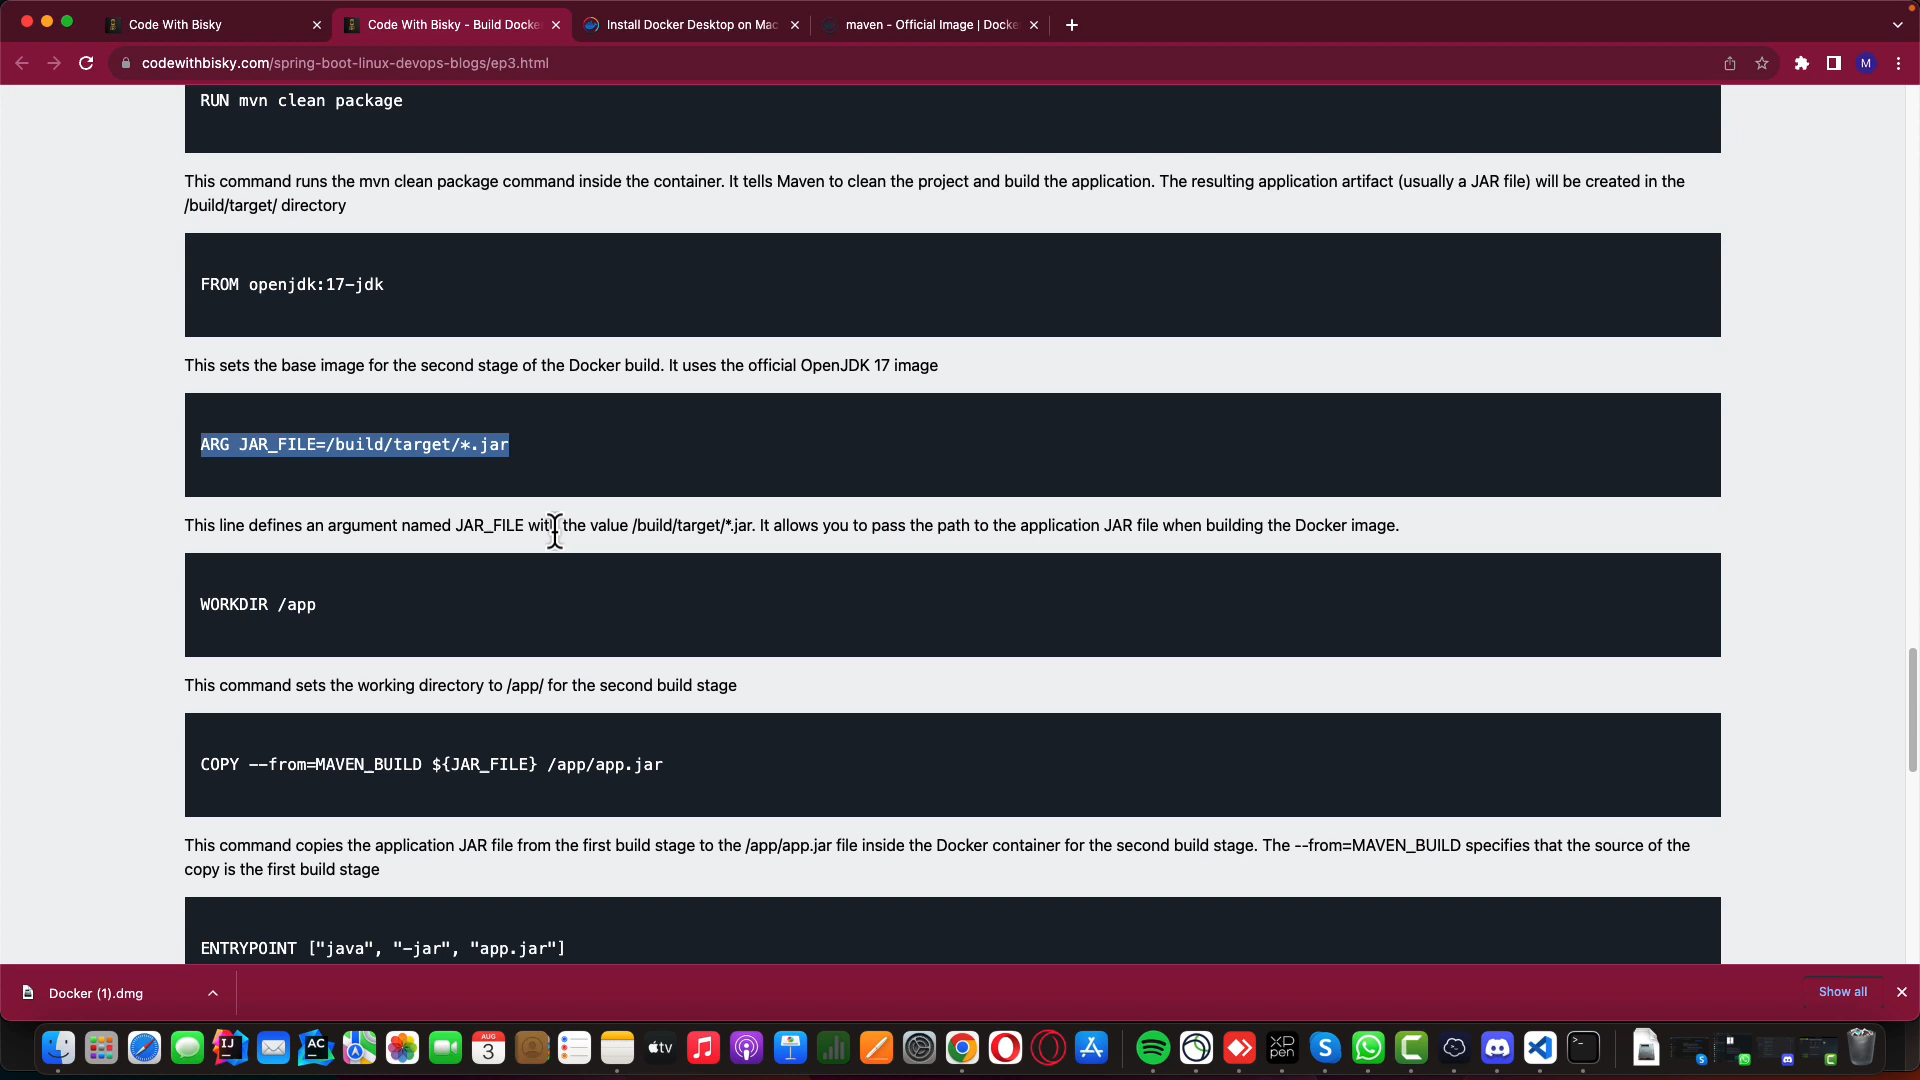 Code With Bisky
Code With Bisky - Build Docke
Install Docker Desktop on Mac
maven - Official Image | Docke
codewithbisky.com/spring-boot-linux-devops-blogs/ep3.html
M
RUN mvn clean package
This command runs the mvn clean package command inside the container. It tells Maven to clean the project and build the application. The resulting application artifact (usually a JAR file) will be created in the
/build/target/ directory
FROM openjdk:17-jdk
This sets the base image for the second stage of the Docker build. It uses the official OpenJDK 17 image
ARG JAR_FILE=/build/target/*.jar
This line defines an argument named JAR_FILE with the value /build/target/*.jar. It allows you to pass the path to the application JAR file when building the Docker image.
WORKDIR /app
This command sets the working directory to /app/ for the second build stage
COPY --from=MAVEN_BUILD ${JAR_FILE} /app/app.jar
This command copies the application JAR file from the first build stage to the /app/app.jar file inside the Docker container for the second build stage. The --from=MAVEN_BUILD specifies that the source of the
copy is the first build stage
ENTRYPOINT ["java", "-jar", "app.jar"]
Docker (1).dmg
Show all
IJ
AC
AUG
3
tv
XP
pen